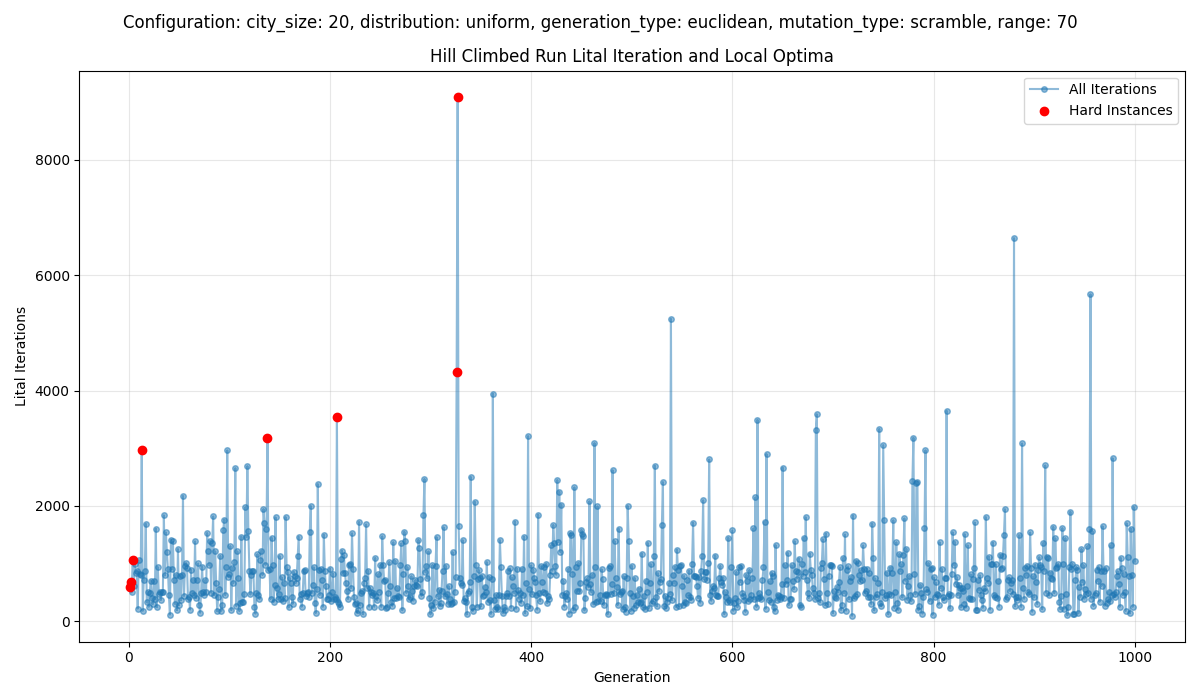 Configuration: city_size: 20, distribution: uniform, generation_type: euclidean, mutation_type: scramble, range: 70
Hill Climbed Run Lital Iteration and Local Optima
All Iterations
Hard Instances
Lital Iterations
8000
6000
4000
2000
0
0 200 400 600 800 1000
Generation